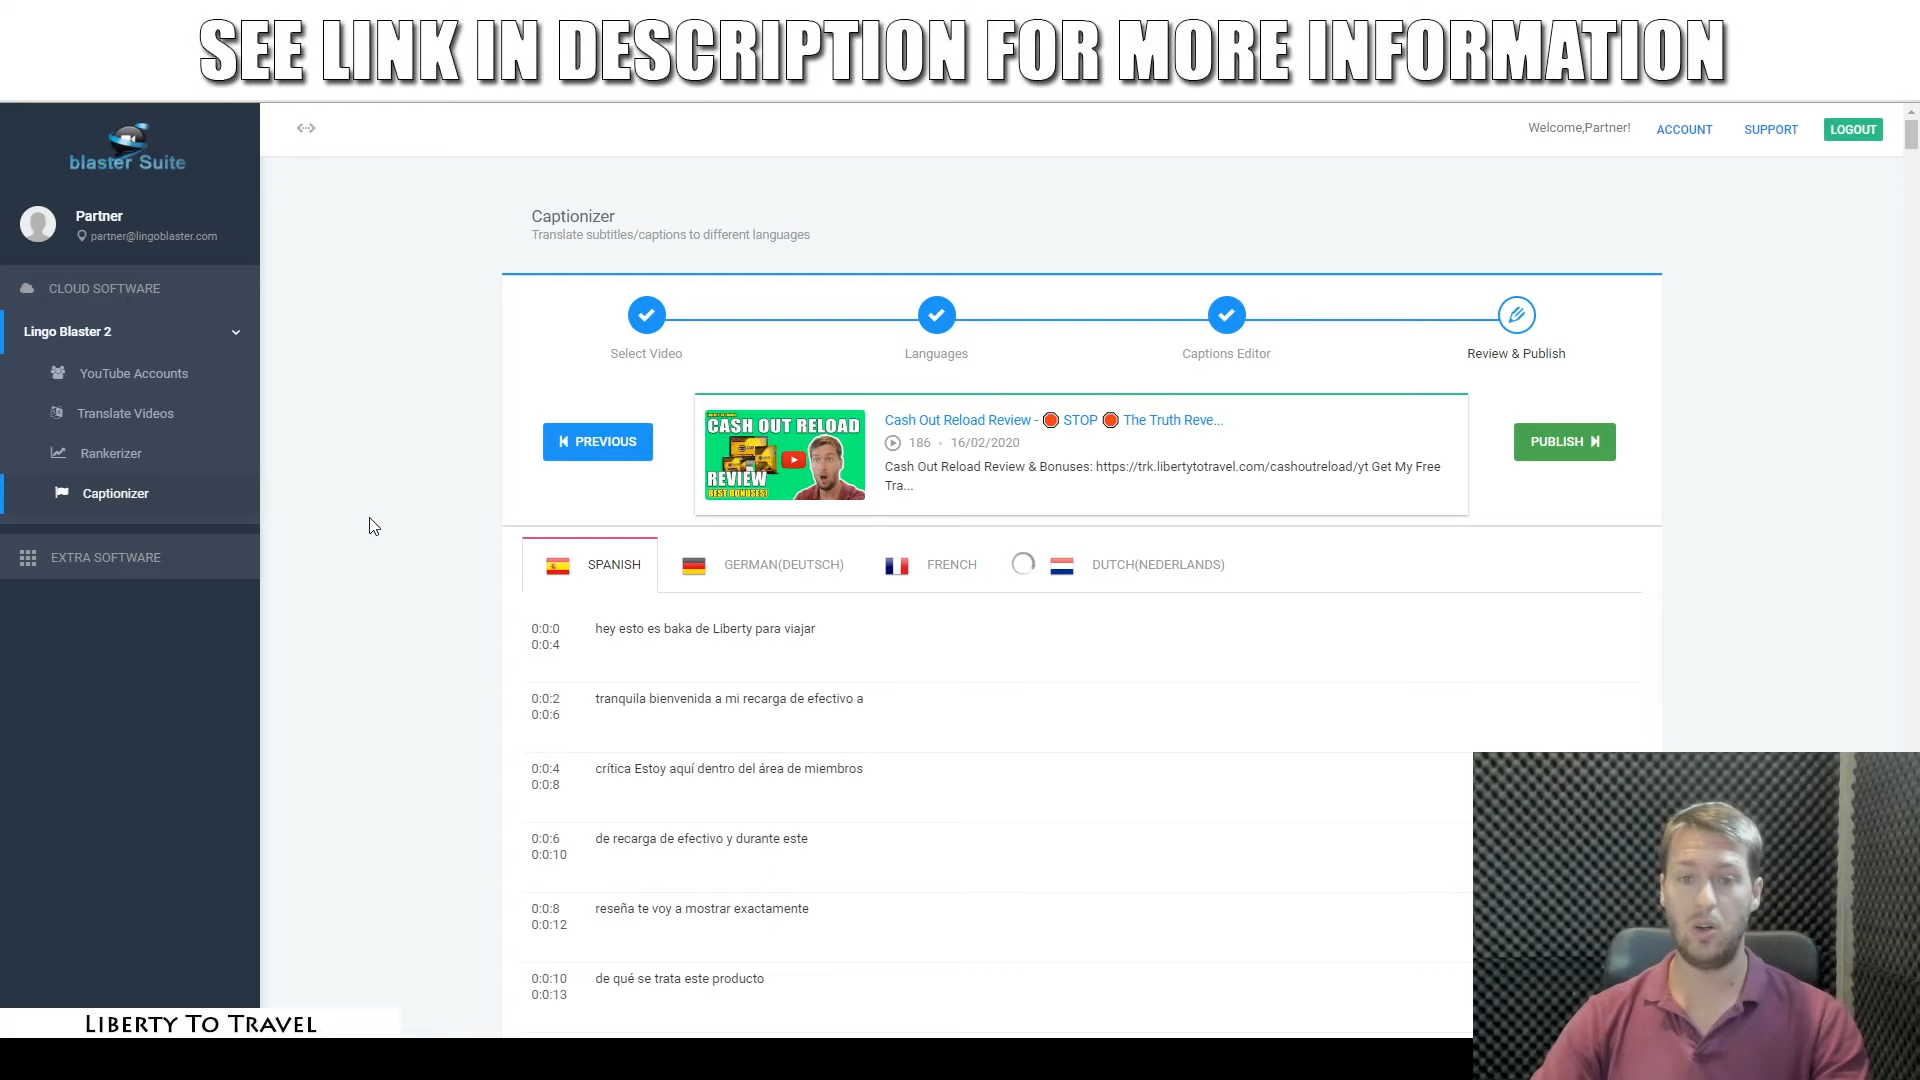 SEE LINK IN DESCRIPTION FOR MORE INFORMATION
blaster Suite
Welcome,Partner!
ACCOUNT
SUPPORT
LOGOUT
Partner
partner@lingoblaster.com
CLOUD SOFTWARE
Lingo Blaster 2
YouTube Accounts
Translate Videos
Rankerizer
Captionizer
EXTRA SOFTWARE
Captionizer
Translate subtitles/captions to different languages
Select Video
Languages
Captions Editor
Review & Publish
PREVIOUS
CASH OUT RELOAD
REVIEW
BEST BONUSES!
Cash Out Reload Review - 🛑 STOP 🛑 The Truth Reve...
186 • 16/02/2020
Cash Out Reload Review & Bonuses: https://trk.libertytotravel.com/cashoutreload/yt Get My Free
Tra...
PUBLISH
SPANISH
GERMAN(DEUTSCH)
FRENCH
DUTCH(NEDERLANDS)
0:0:0 hey esto es baka de Liberty para viajar
0:0:4
0:0:2 tranquila bienvenida a mi recarga de efectivo a
0:0:6
0:0:4 crítica Estoy aquí dentro del área de miembros
0:0:8
0:0:6 de recarga de efectivo y durante este
0:0:10
0:0:8 reseña te voy a mostrar exactamente
0:0:12
0:0:10 de qué se trata este producto
0:0:13
LIBERTY TO TRAVEL